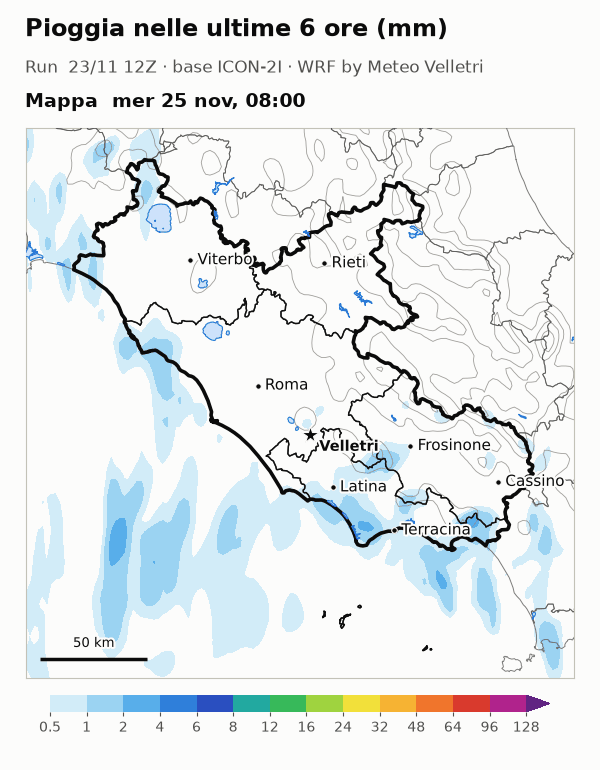 Pioggia nelle ultime 6 ore (mm)
Run  23/11 12Z · base ICON-2I · WRF by Meteo Velletri
Mappa  mer 25 nov, 08:00
Viterbo
Rieti
Roma
Velletri
Frosinone
Latina
Cassino
Terracina
50 km
0.5 1 2 4 6 8 12 16 24 32 48 64 96 128